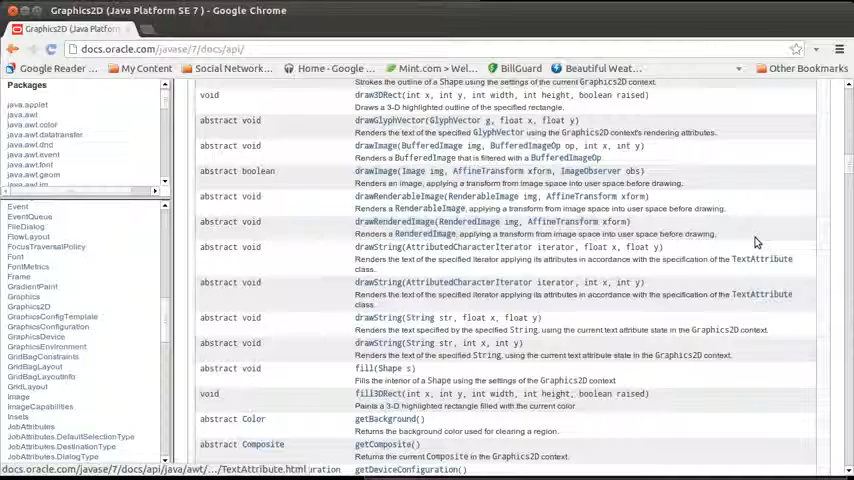 Graphics2D (Java Platform SE 7 ) - Google Chrome
Graphics2D (Java Platform
docs.oracle.com/javase/7/docs/api/
Google Reader ... My Content Social Network... Home - Google ... Mint.com > Wel... BillGuard Beautiful Weat... Other Bookmarks
Packages
java.applet
java.awt
java.awt.color
java.awt.datatransfer
java.awt.dnd
java.awt.event
java.awt.font
java.awt.geom
java.awt.im
Event
EventQueue
FileDialog
FlowLayout
FocusTraversalPolicy
Font
FontMetrics
Frame
GradientPaint
Graphics
Graphics2D
GraphicsConfigTemplate
GraphicsConfiguration
GraphicsDevice
GraphicsEnvironment
GridBagConstraints
GridBagLayout
GridBagLayoutInfo
GridLayout
Image
ImageCapabilities
Insets
JobAttributes
JobAttributes.DefaultSelectionType
JobAttributes.DestinationType
JobAttributes.DialogType
docs.oracle.com/javase/7/docs/api/java/awt/.../TextAttribute.html
Strokes the outline of a Shape using the settings of the current Graphics2D context.
void draw3DRect(int x, int y, int width, int height, boolean raised)
Draws a 3-D highlighted outline of the specified rectangle.
abstract void drawGlyphVector(GlyphVector g, float x, float y)
Renders the text of the specified GlyphVector using the Graphics2D context's rendering attributes.
abstract void drawImage(BufferedImage img, BufferedImageOp op, int x, int y)
Renders a BufferedImage that is filtered with a BufferedImageOp
abstract boolean drawImage(Image img, AffineTransform xform, ImageObserver obs)
Renders an image, applying a transform from image space into user space before drawing.
abstract void drawRenderableImage(RenderableImage img, AffineTransform xform)
Renders a RenderableImage, applying a transform from image space into user space before drawing.
abstract void drawRenderedImage(RenderedImage img, AffineTransform xform)
Renders a RenderedImage, applying a transform from image space into user space before drawing.
abstract void drawString(AttributedCharacterIterator iterator, float x, float y)
Renders the text of the specified iterator applying its attributes in accordance with the specification of the TextAttribute
class.
abstract void drawString(AttributedCharacterIterator iterator, int x, int y)
Renders the text of the specified iterator applying its attributes in accordance with the specification of the TextAttribute
class.
abstract void drawString(String str, float x, float y)
Renders the text specified by the specified String, using the current text attribute state in the Graphics2D context.
abstract void drawString(String str, int x, int y)
Renders the text of the specified String, using the current text attribute state in the Graphics2D context.
abstract void fill(Shape s)
Fills the interior of a Shape using the settings of the Graphics2D context
void fill3DRect(int x, int y, int width, int height, boolean raised)
Paints a 3-D highlighted rectangle filled with the current color
abstract Color getBackground()
Returns the background color used for clearing a region.
abstract Composite getComposite()
Returns the current Composite in the Graphics2D context.
uration getDeviceConfiguration()